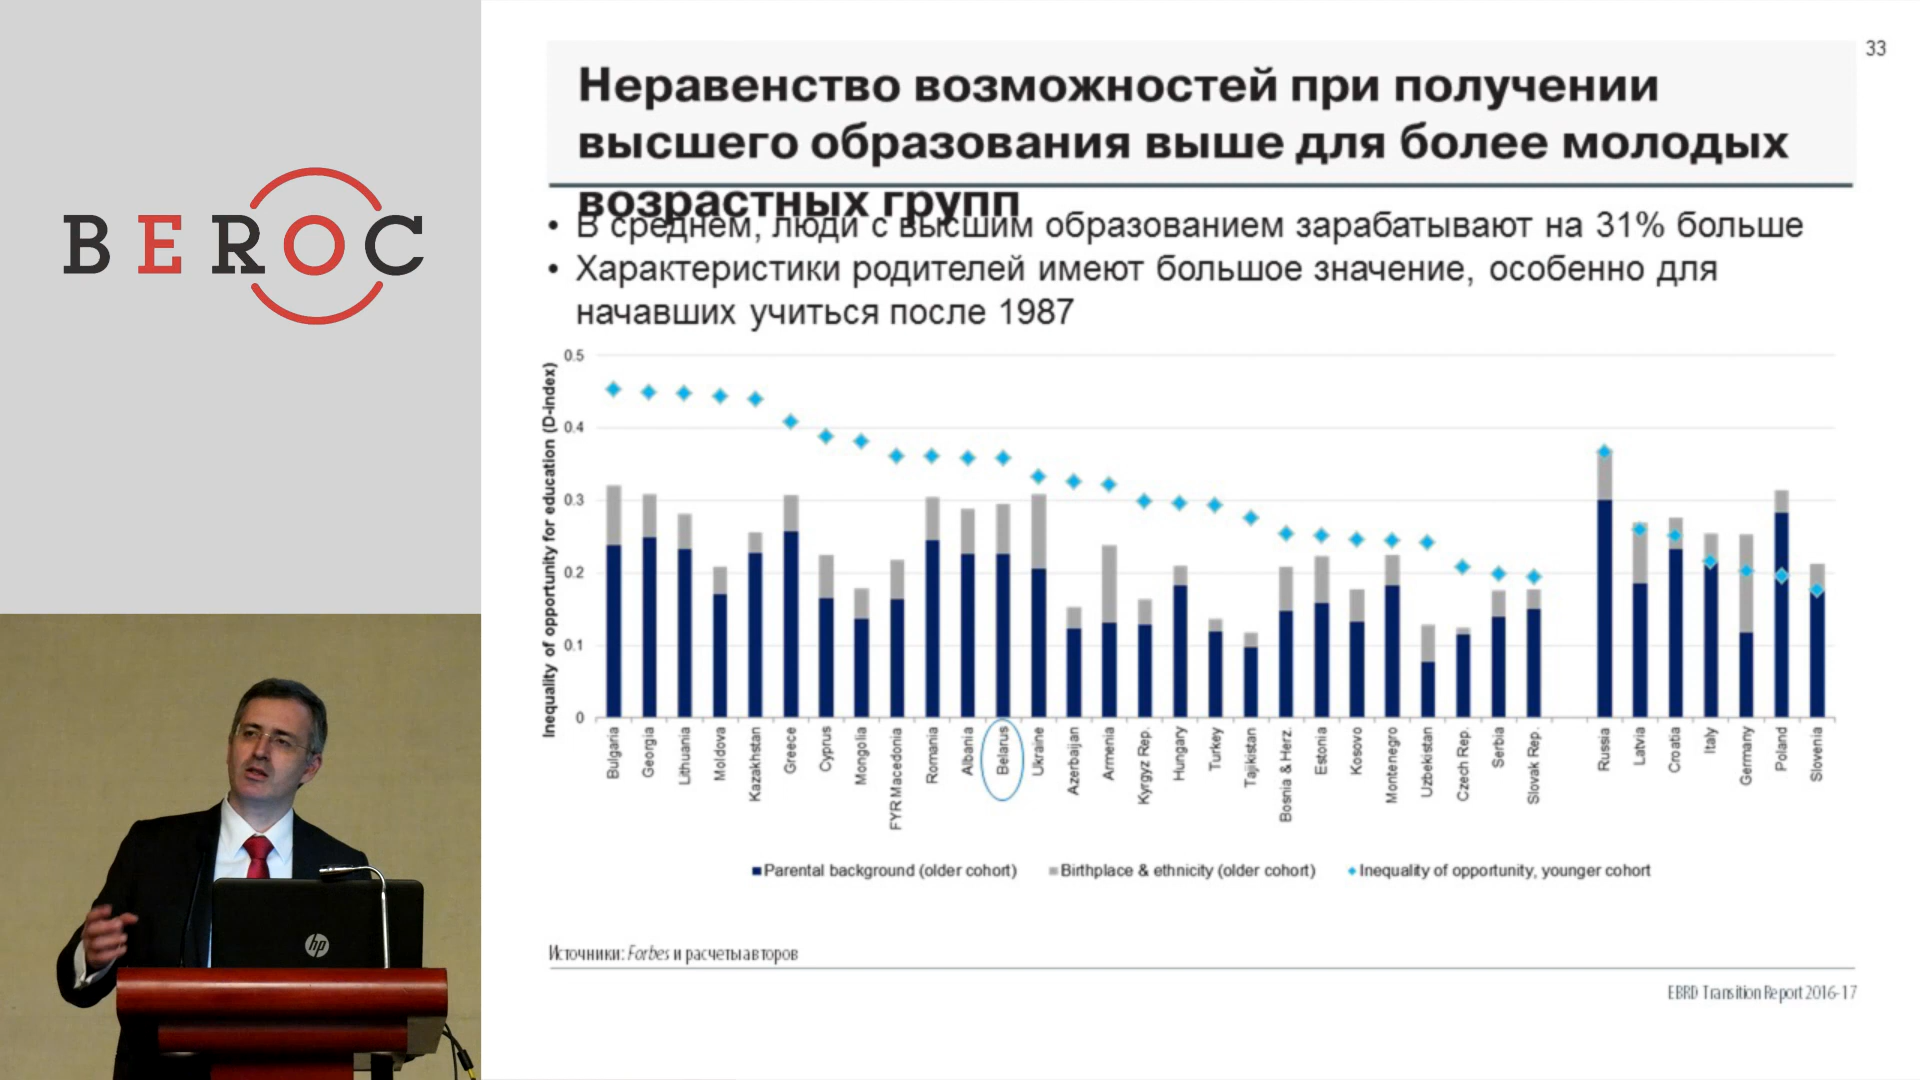 BEROC
33
Неравенство возможностей при получении
высшего образования выше для более молодых
возрастных групп
• В среднем, люди с высшим образованием зарабатывают на 31% больше
• Характеристики родителей имеют большое значение, особенно для
начавших учиться после 1987
Inequality of opportunity for education (D-index)
0.5
0.4
0.3
0.2
0.1
0
Bulgaria
Georgia
Lithuania
Moldova
Kazakhstan
Greece
Cyprus
Mongolia
FYR Macedonia
Romania
Albania
Belarus
Ukraine
Azerbaijan
Armenia
Kyrgyz Rep.
Hungary
Turkey
Tajikistan
Bosnia & Herz.
Estonia
Kosovo
Montenegro
Uzbekistan
Czech Rep.
Serbia
Slovak Rep.
Russia
Latvia
Croatia
Italy
Germany
Poland
Slovenia
Parental background (older cohort)
Birthplace & ethnicity (older cohort)
Inequality of opportunity, younger cohort
hp
Источники: Forbes и расчеты авторов
EBRD Transition Report 2016-17